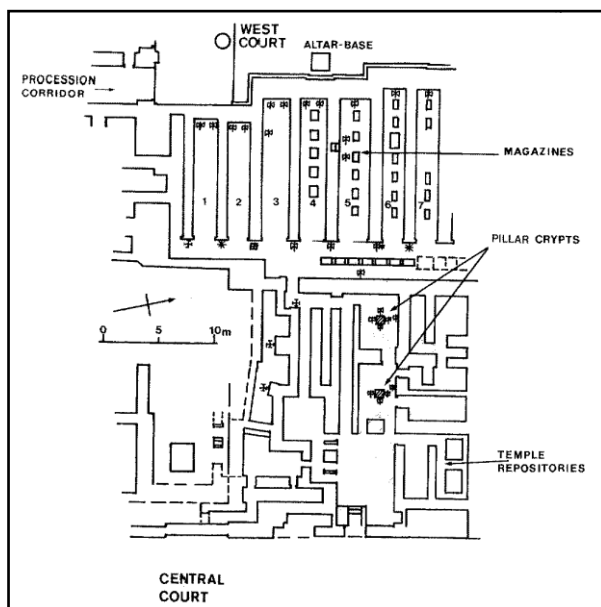 WEST
COURT
ALTAR-BASE
PROCESSION
CORRIDOR
MAGAZINES
1 2 3 4 5 6 7
PILLAR CRYPTS
0 5 10m
TEMPLE
REPOSITORIES
CENTRAL
COURT